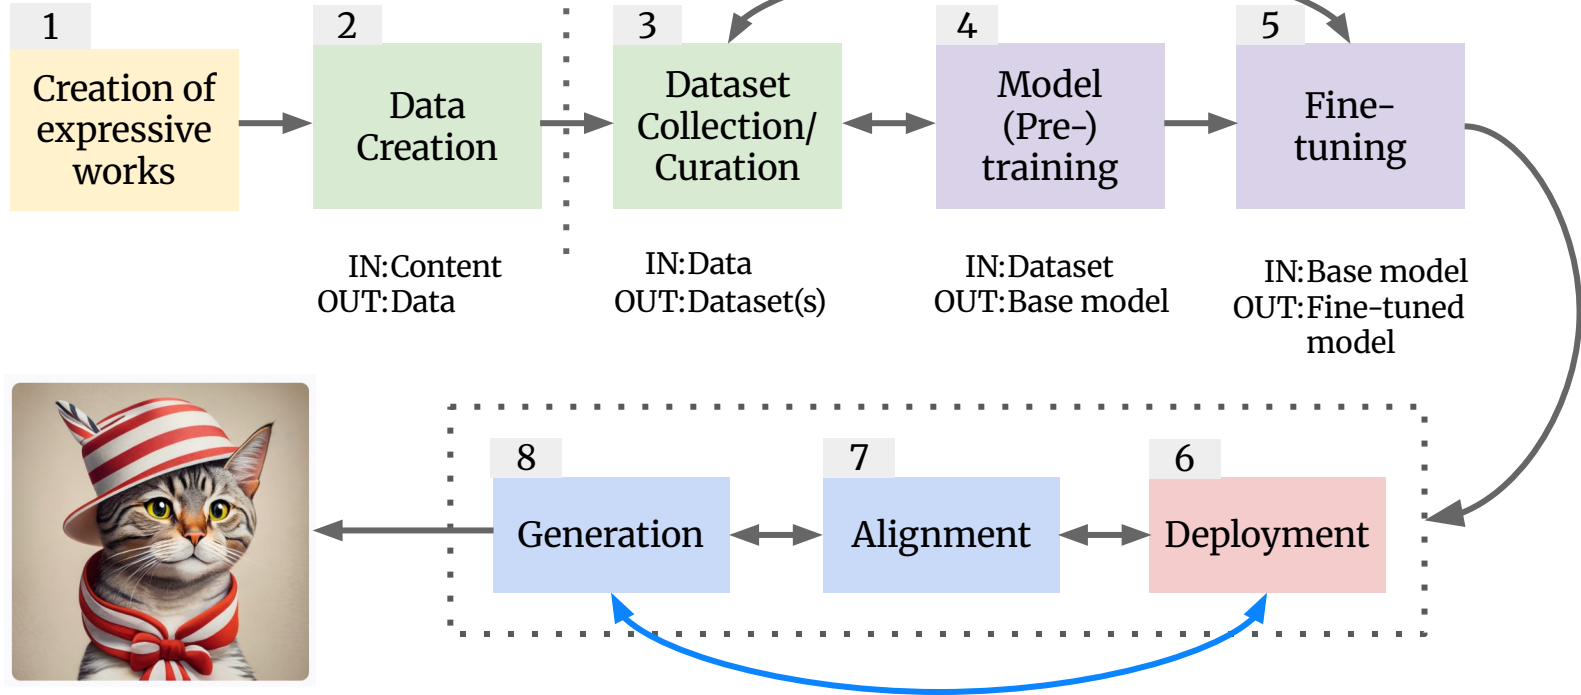 1
Creation of
expressive
works
2
Data
Creation
IN:Content
OUT:Data
3
Dataset
Collection/
Curation
IN:Data
OUT:Dataset(s)
4
Model
(Pre-)
training
IN:Dataset
OUT:Base model
5
Fine-
tuning
IN:Base model
OUT:Fine-tuned
model
8
Generation
7
Alignment
6
Deployment